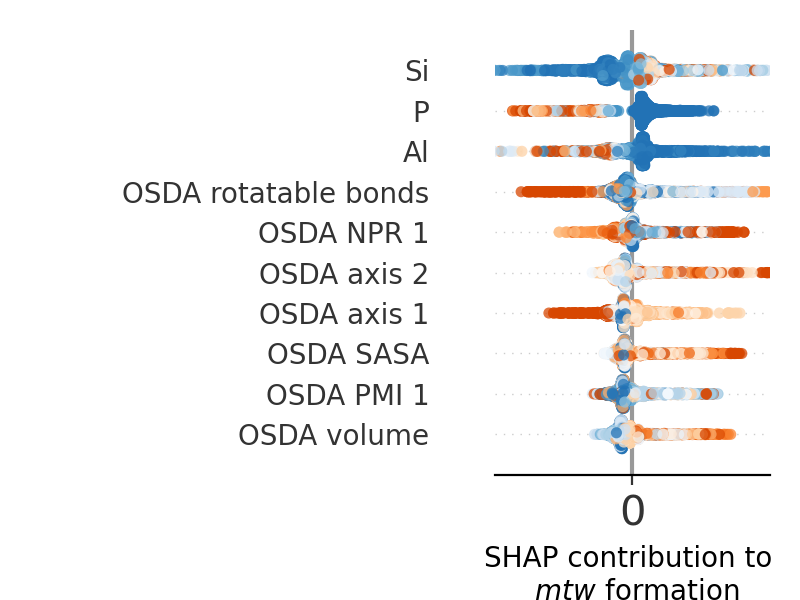 Si
P
Al
OSDA rotatable bonds
OSDA NPR 1
OSDA axis 2
OSDA axis 1
OSDA SASA
OSDA PMI 1
OSDA volume
0
SHAP contribution to
mtw formation